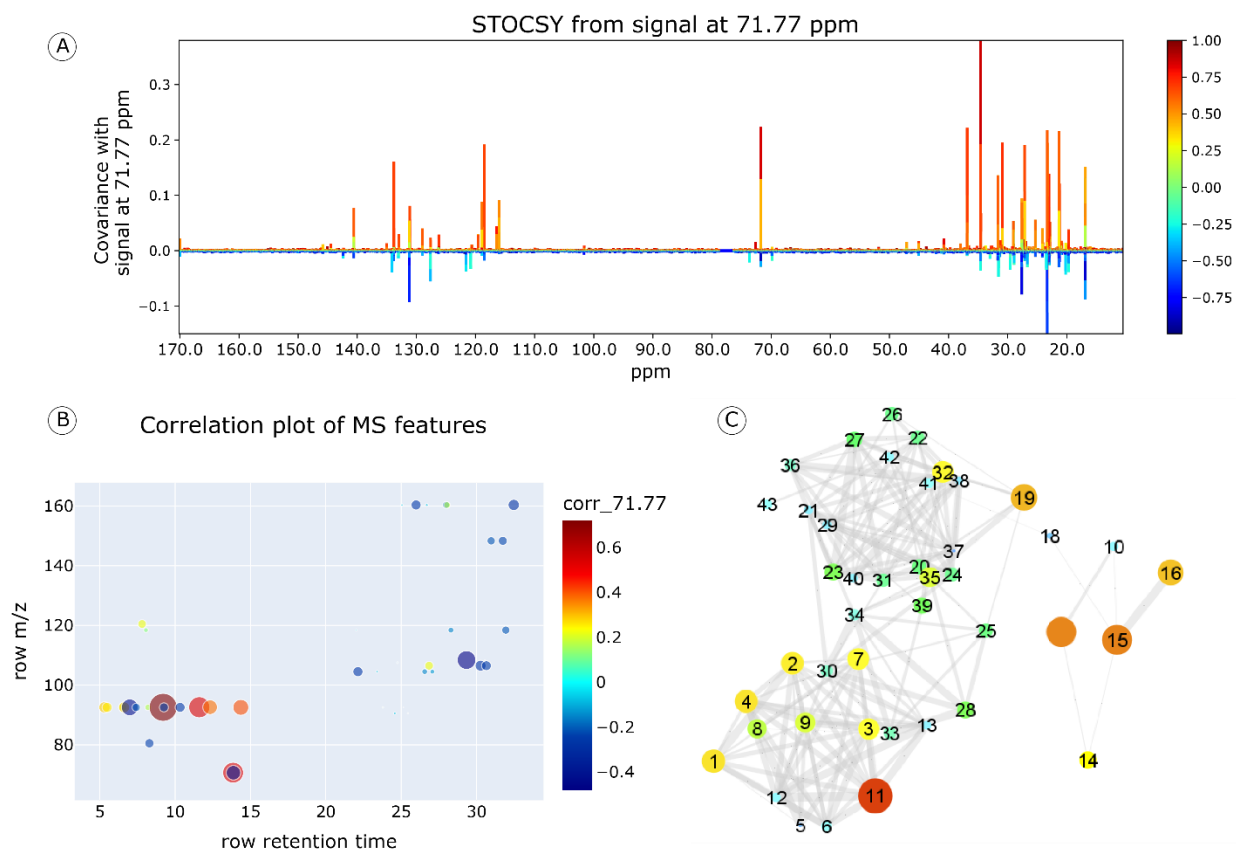 A
STOCSY from signal at 71.77 ppm
Covariance with
signal at 71.77 ppm
0.3
0.2
0.1
0.0
−0.1
170.0 160.0 150.0 140.0 130.0 120.0 110.0 100.0 90.0 80.0 70.0 60.0 50.0 40.0 30.0 20.0
ppm
1.00
0.75
0.50
0.25
0.00
−0.25
−0.50
−0.75
B
Correlation plot of MS features
row m/z
160
140
120
100
80
5 10 15 20 25 30
row retention time
corr_71.77
0.6
0.4
0.2
0
−0.2
−0.4
C
26
27 22
42
36 32
41 38
43 21 19
29 18
37 10
23 40 31 20 35 24 16
39
34
25 15
2 7
30
4 28
8 9 3 33 13
1 14
12 11
5 6